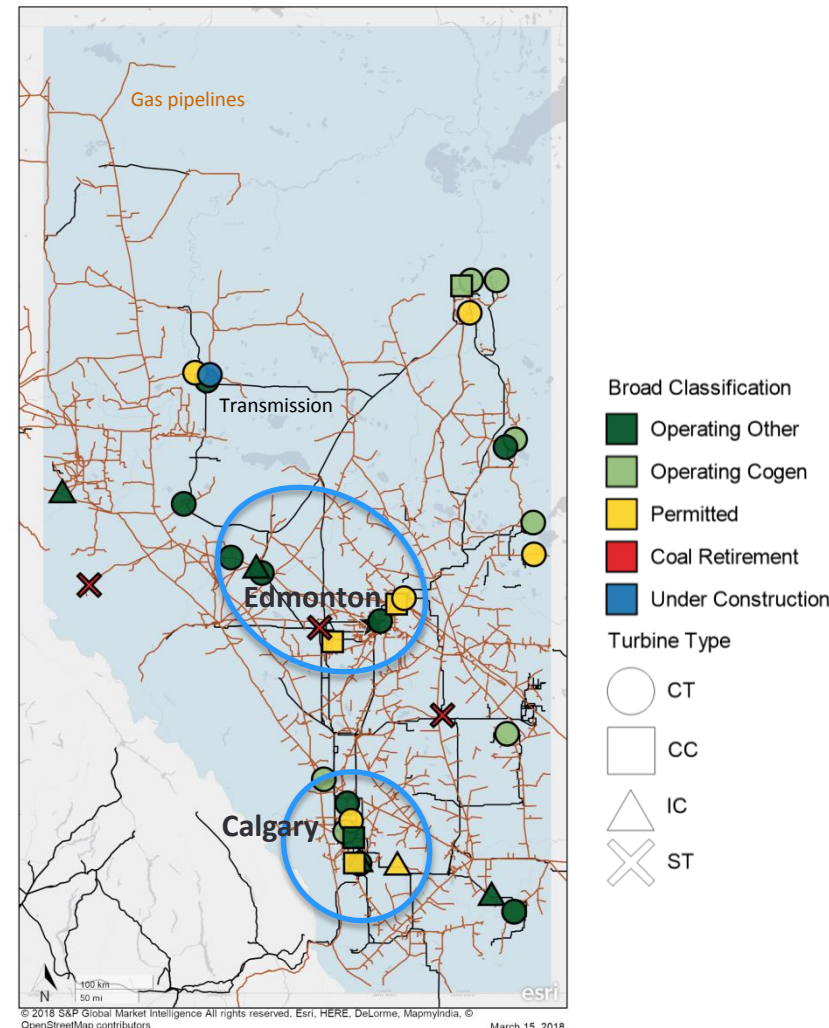 Gas pipelines
Transmission
Edmonton
Calgary
Broad Classification
Operating Other
Operating Cogen
Permitted
Coal Retirement
Under Construction
Turbine Type
CT
CC
IC
ST
N
100 km
50 mi
esri
© 2018 S&P Global Market Intelligence All rights reserved. Esri, HERE, DeLorme, MapmyIndia, ©
OpenStreetMap contributors
March 15, 2018